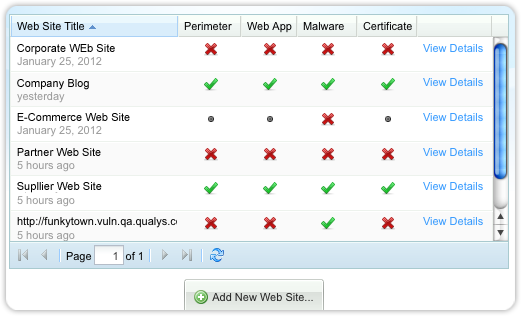 Web Site Title Perimeter Web App Malware Certificate
Corporate WEb Site View Details
January 25, 2012
Company Blog View Details
yesterday
E-Commerce Web Site View Details
January 25, 2012
Partner Web Site View Details
5 hours ago
Supllier Web Site View Details
5 hours ago
http://funkytown.vuln.qa.qualys.c View Details
5 hours ago
Page 1 of 1
Add New Web Site...